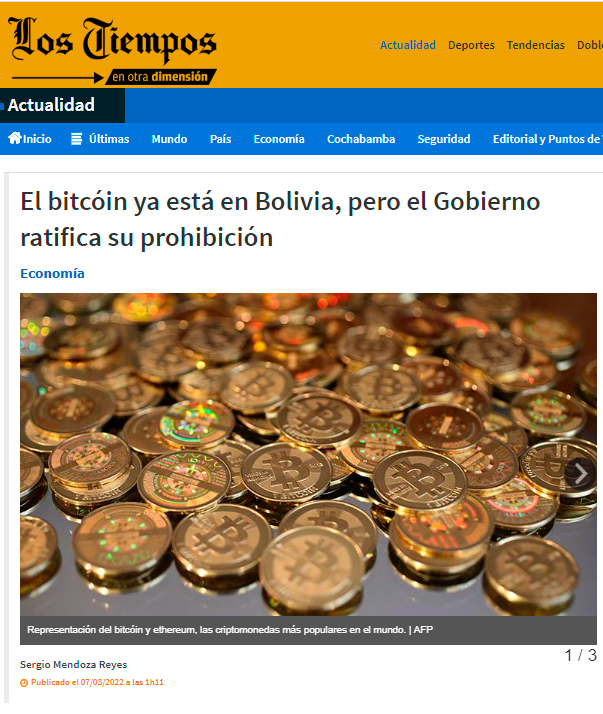 Los Tiempos
en otra dimensión
Actualidad Deportes Tendencias Dobl
Actualidad
Inicio Últimas Mundo País Economía Cochabamba Seguridad Editorial y Puntos de
El bitcóin ya está en Bolivia, pero el Gobierno
ratifica su prohibición
Economía
Representación del bitcóin y ethereum, las criptomonedas más populares en el mundo. | AFP
1 / 3
Sergio Mendoza Reyes
Publicado el 07/03/2022 a las 1h11